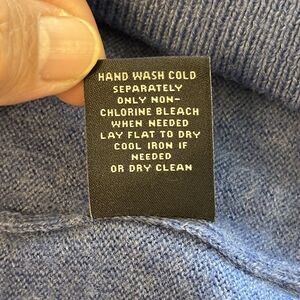 HAND WASH COLD
SEPARATELY
ONLY NON-
CHLORINE BLEACH
WHEN NEEDED
LAY FLAT TO DRY
COOL IRON IF
NEEDED
OR DRY CLEAN